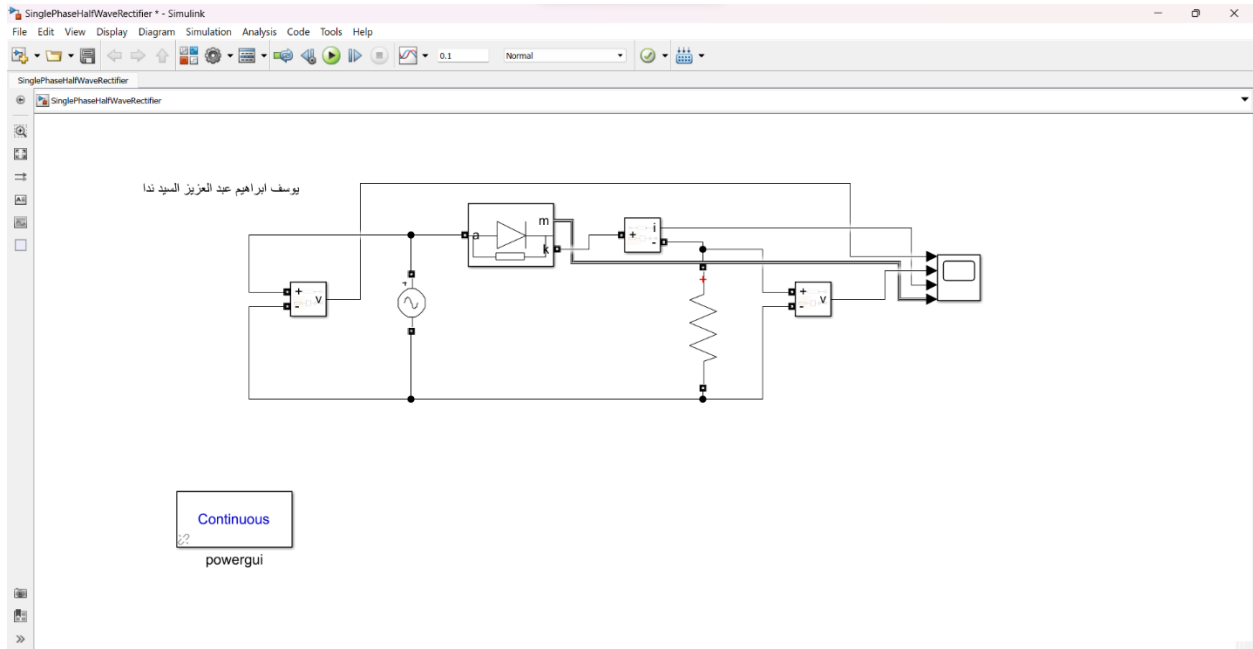 SinglePhaseHalfWaveRectifier * - Simulink
File Edit View Display Diagram Simulation Analysis Code Tools Help
0.1 Normal
SinglePhaseHalfWaveRectifier
SinglePhaseHalfWaveRectifier
يوسف ابراهيم عبد العزيز السيد ندا
a m k
+ i -
+ - v
+
+
+ - v
Continuous
powergui